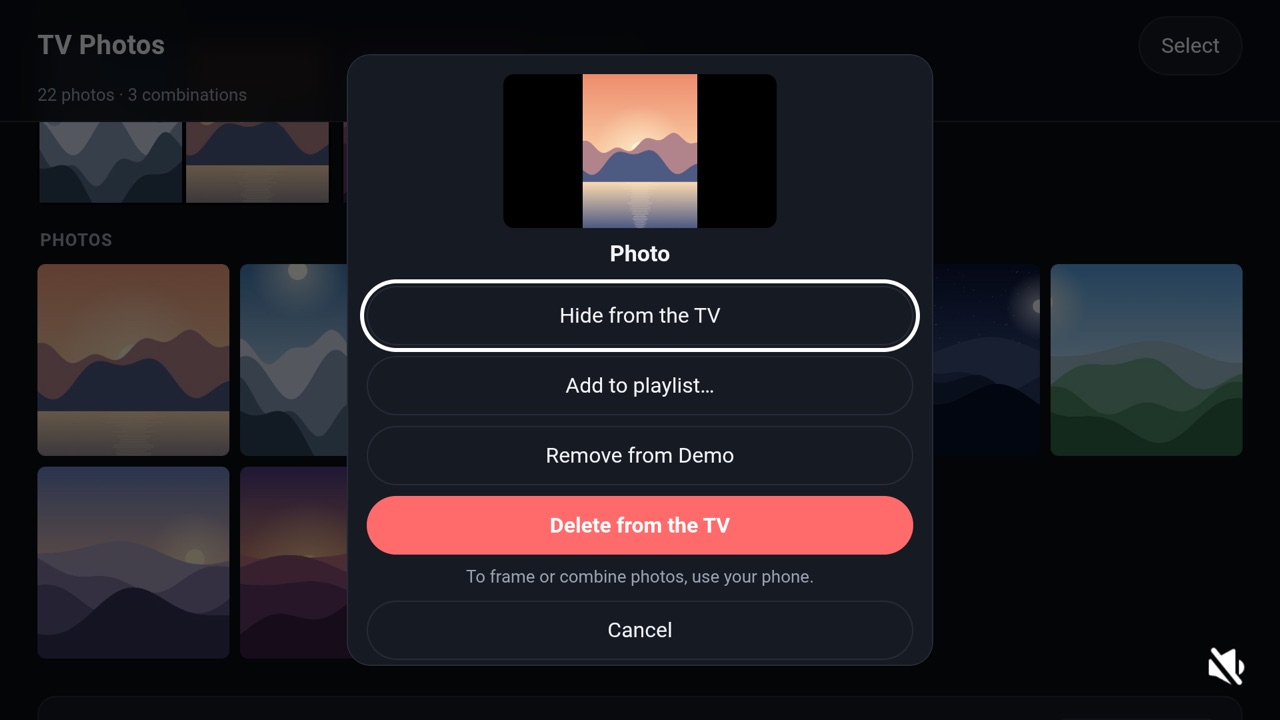 TV Photos
Select
22 photos · 3 combinations
PHOTOS
Photo
Hide from the TV
Add to playlist…
Remove from Demo
Delete from the TV
To frame or combine photos, use your phone.
Cancel